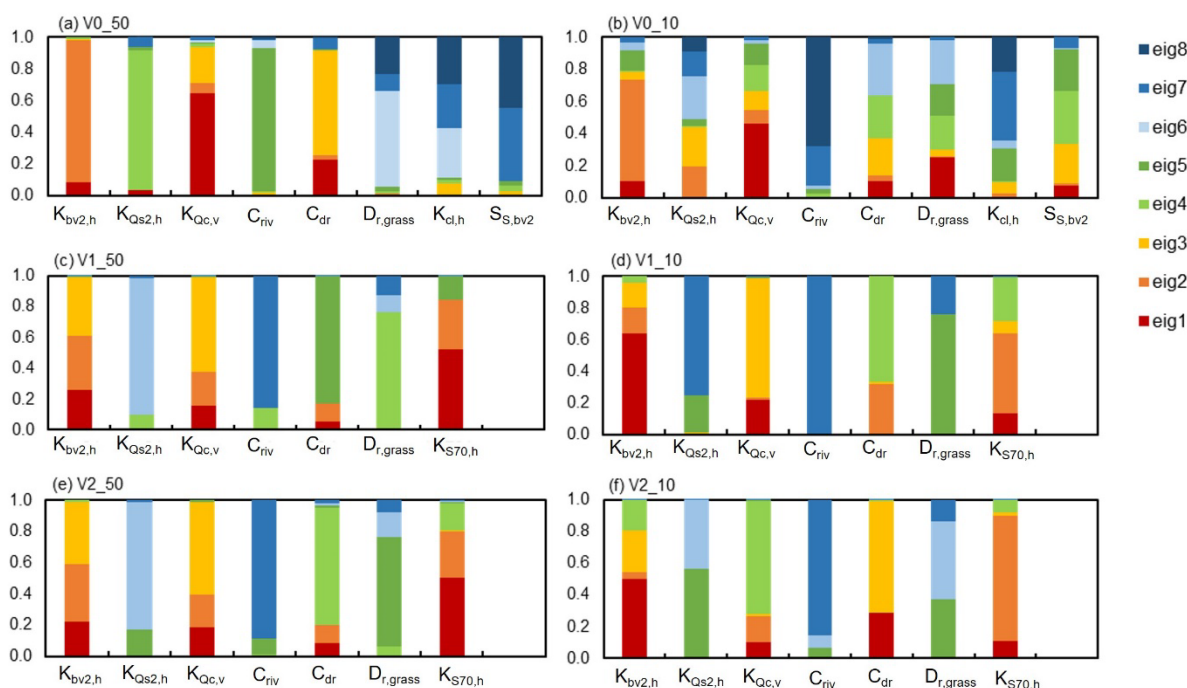 (a) V0_50
1.0
0.8
0.6
0.4
0.2
0.0
Kbv2,h KQs2,h KQc,v Criv Cdr Dr,grass Kcl,h SS,bv2
(b) V0_10
1.0
0.8
0.6
0.4
0.2
0.0
Kbv2,h KQs2,h KQc,v Criv Cdr Dr,grass Kcl,h SS,bv2
(c) V1_50
1.0
0.8
0.6
0.4
0.2
0.0
Kbv2,h KQs2,h KQc,v Criv Cdr Dr,grass KS70,h
(d) V1_10
1.0
0.8
0.6
0.4
0.2
0.0
Kbv2,h KQs2,h KQc,v Criv Cdr Dr,grass KS70,h
(e) V2_50
1.0
0.8
0.6
0.4
0.2
0.0
Kbv2,h KQs2,h KQc,v Criv Cdr Dr,grass KS70,h
(f) V2_10
1.0
0.8
0.6
0.4
0.2
0.0
Kbv2,h KQs2,h KQc,v Criv Cdr Dr,grass KS70,h
eig8
eig7
eig6
eig5
eig4
eig3
eig2
eig1